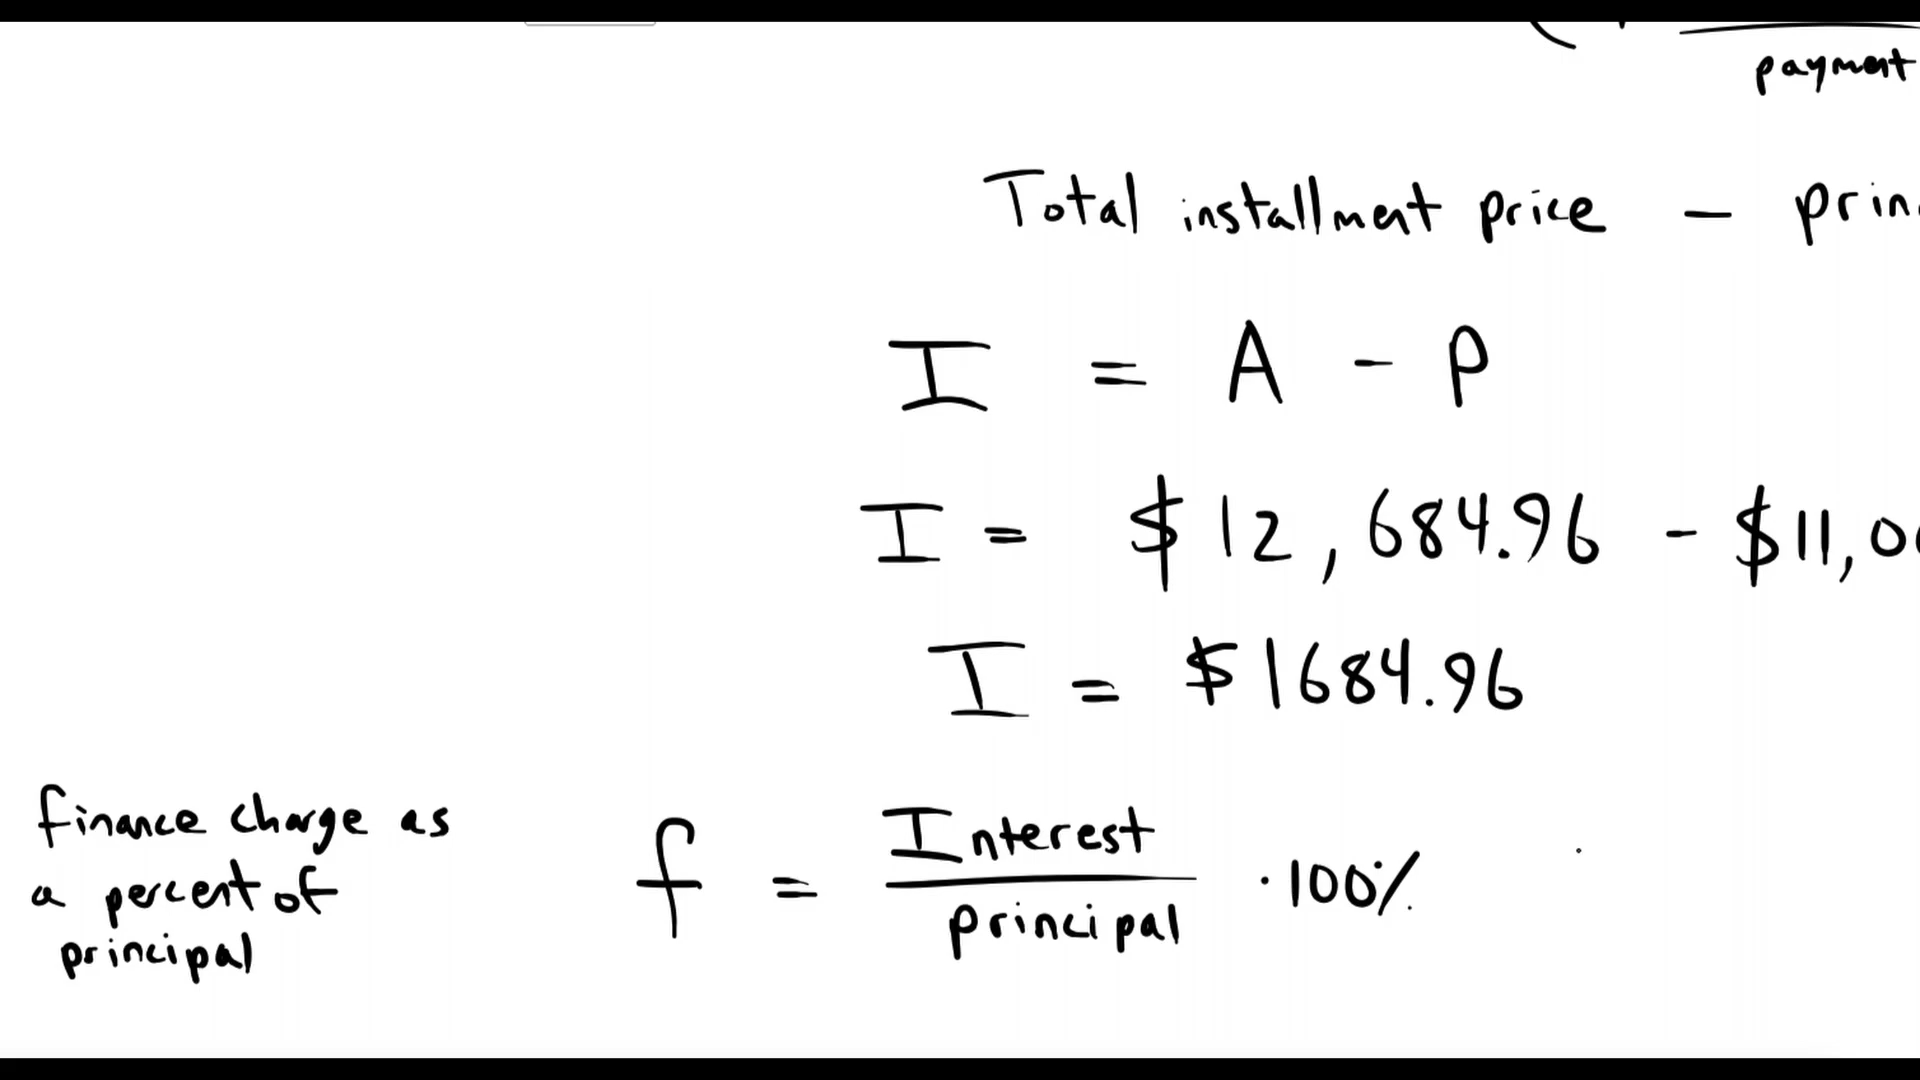 payment
Total installment price –
I = A - P
I = $12,684.96 - $11,0
I = $1684.96
finance charge as
a percent of
principal
f = Interest / principal · 100%